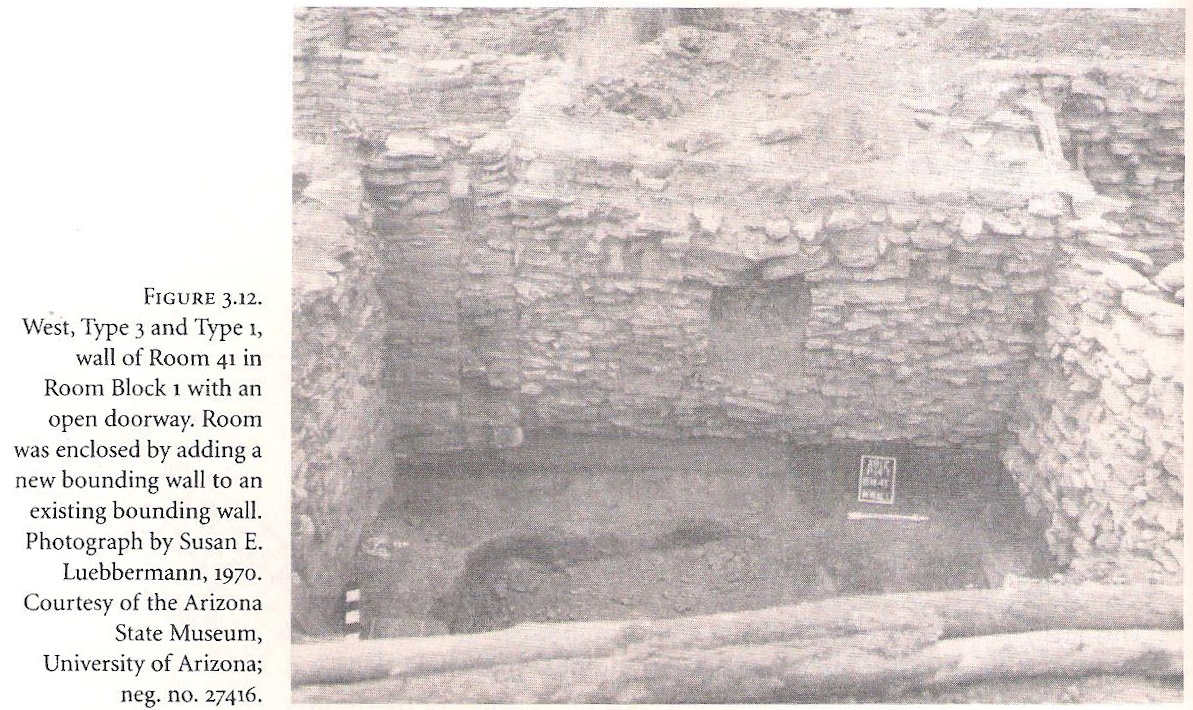 FIGURE 3.12.
West, Type 3 and Type 1,
wall of Room 41 in
Room Block 1 with an
open doorway. Room
was enclosed by adding a
new bounding wall to an
existing bounding wall.
Photograph by Susan E.
Luebbermann, 1970.
Courtesy of the Arizona
State Museum,
University of Arizona;
neg. no. 27416.